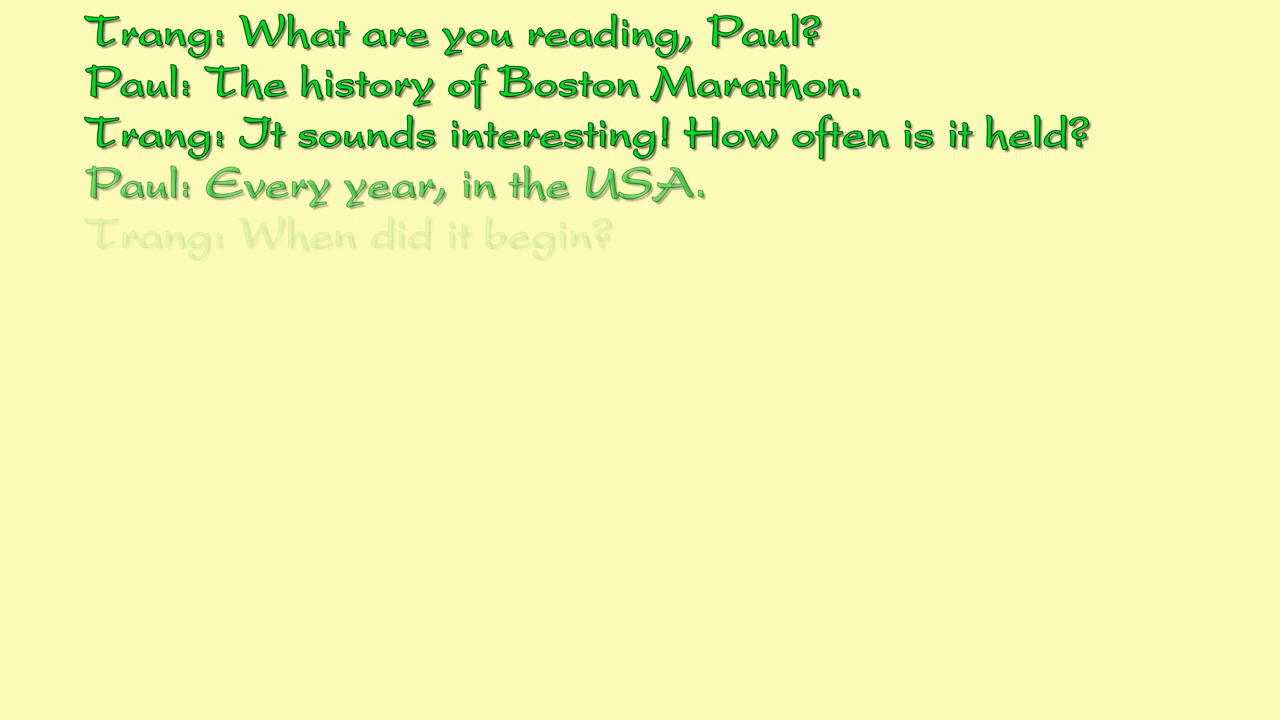 Trang: What are you reading, Paul?
Paul: The history of Boston Marathon.
Trang: It sounds interesting! How often is it held?
Paul: Every year, in the USA.
Trang: When did it begin?